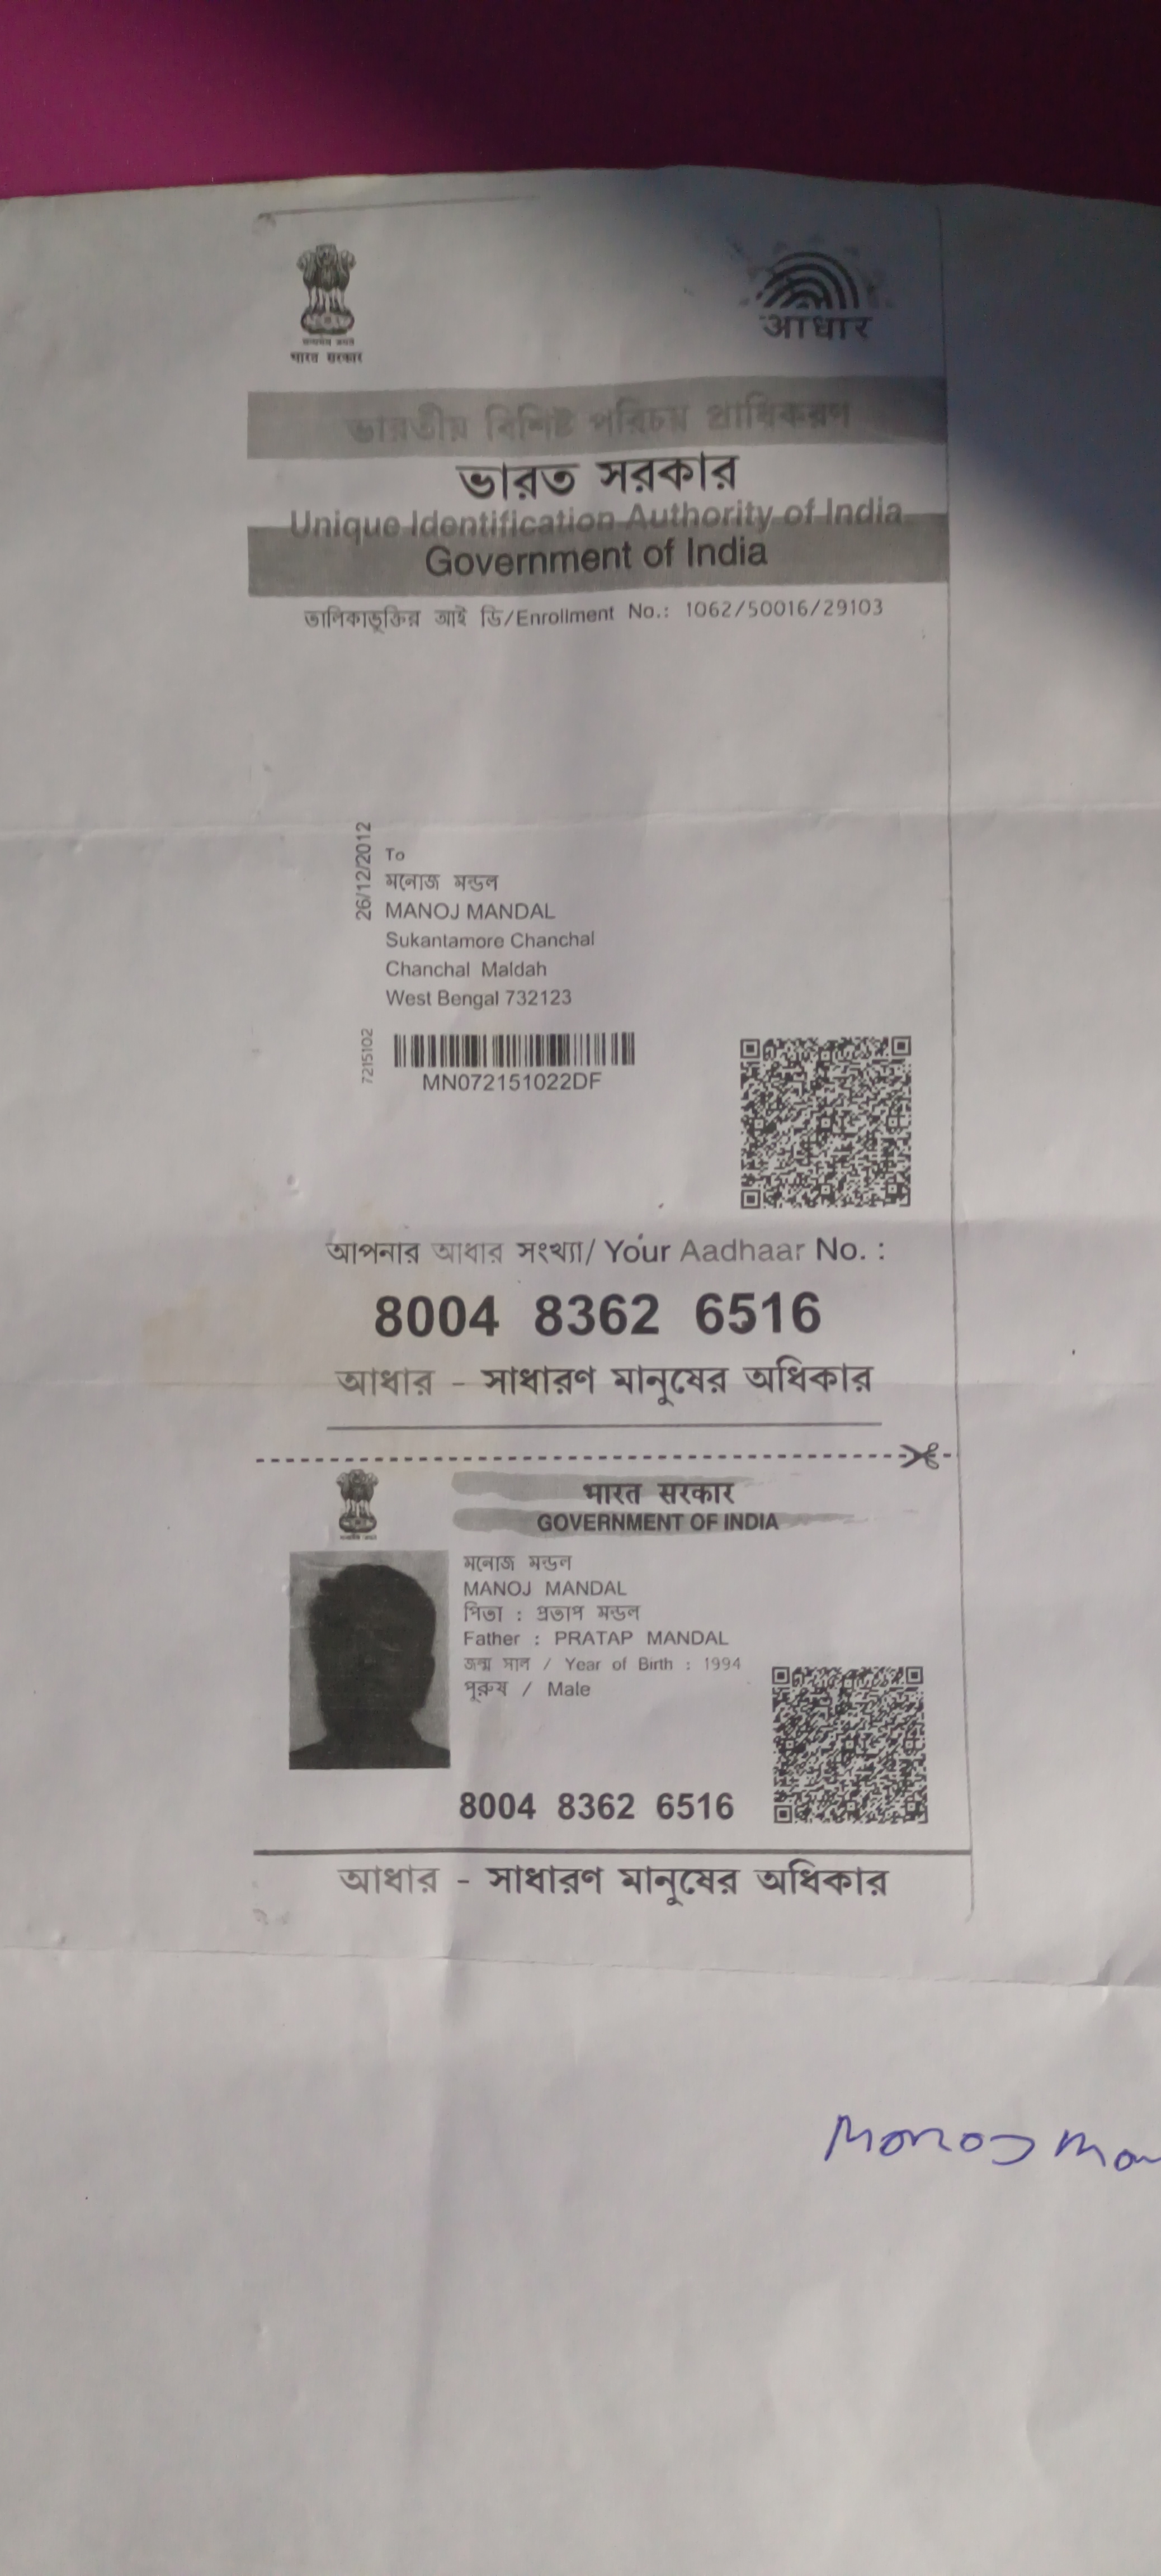 भारत सरकार
आधार
ভারতীয় বিশিষ্ট পরিচয় প্রাধিকরণ
ভারত সরকার
Unique Identification Authority of India
Government of India
তালিকাভুক্তির আই ডি/Enrollment No.: 1062/50016/29103
26/12/2012
To
মনোজ মন্ডল
MANOJ MANDAL
Sukantamore Chanchal
Chanchal Maldah
West Bengal 732123
7215102
MN072151022DF
আপনার আধার সংখ্যা/ Your Aadhaar No. :
8004 8362 6516
আধার - সাধারণ মানুষের অধিকার
भारत सरकार
GOVERNMENT OF INDIA
মনোজ মন্ডল
MANOJ MANDAL
পিতা : প্রতাপ মন্ডল
Father : PRATAP MANDAL
জন্ম সাল / Year of Birth : 1994
পুরুষ / Male
8004 8362 6516
আধার - সাধারণ মানুষের অধিকার
Manoj